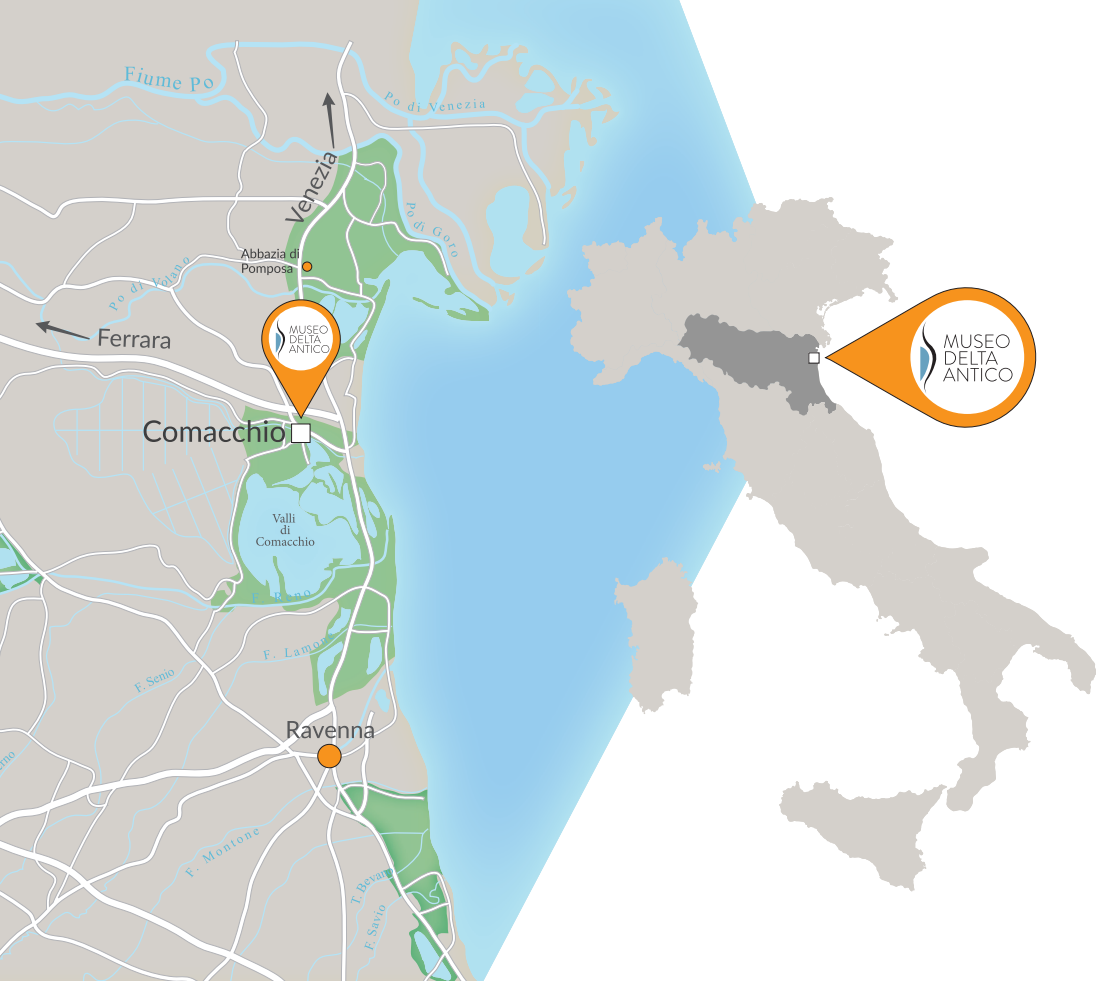 Fiume Po
Po di Venezia
Venezia
Po di Goro
Abbazia di
Pomposa
Po di Volano
Ferrara
MUSEO
DELTA
ANTICO
MUSEO
DELTA
ANTICO
Comacchio
Valli
di
Comacchio
F. Reno
F. Lamone
F. Senio
Ravenna
F. Montone
T. Bevano
F. Savio